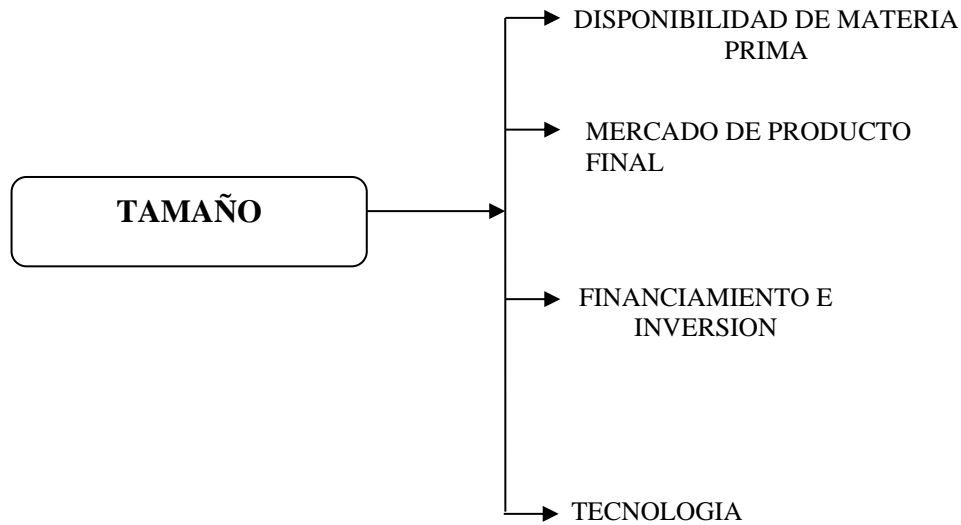 DISPONIBILIDAD DE MATERIA
PRIMA
MERCADO DE PRODUCTO
FINAL
TAMAÑO
FINANCIAMIENTO E
INVERSION
TECNOLOGIA